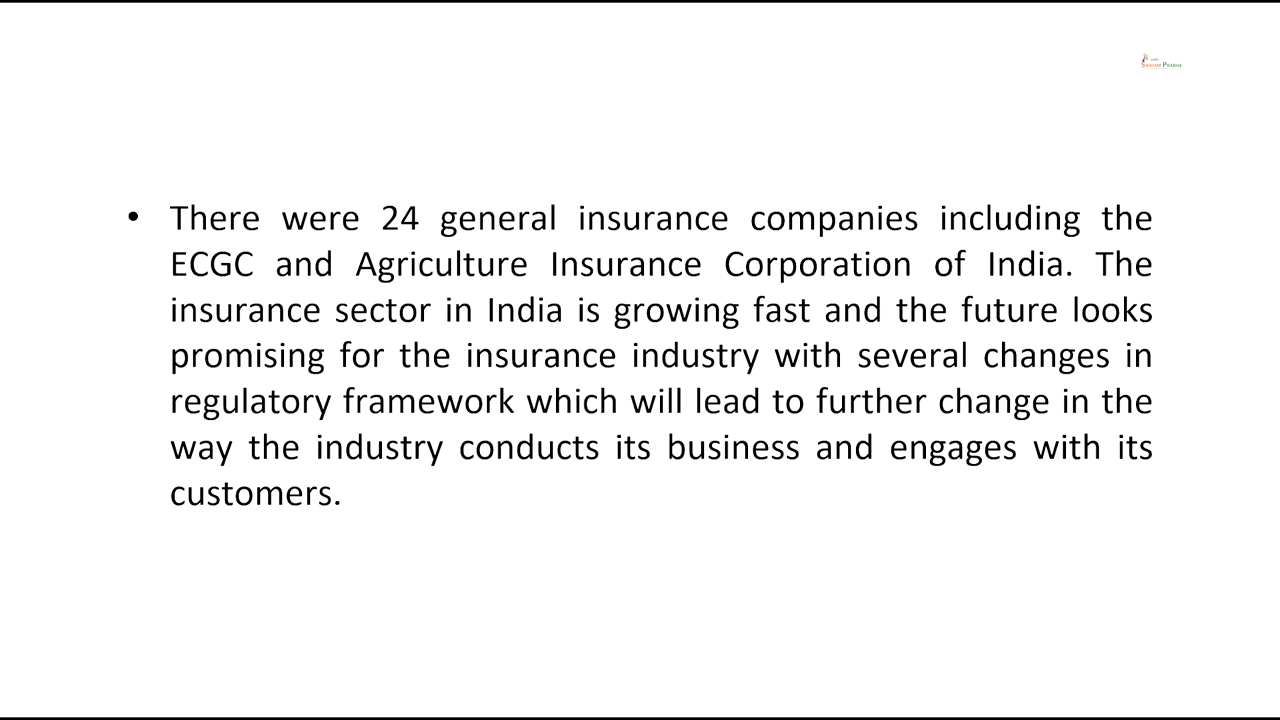 SWAYAM PRABHA
• There were 24 general insurance companies including the
ECGC and Agriculture Insurance Corporation of India. The
insurance sector in India is growing fast and the future looks
promising for the insurance industry with several changes in
regulatory framework which will lead to further change in the
way the industry conducts its business and engages with its
customers.